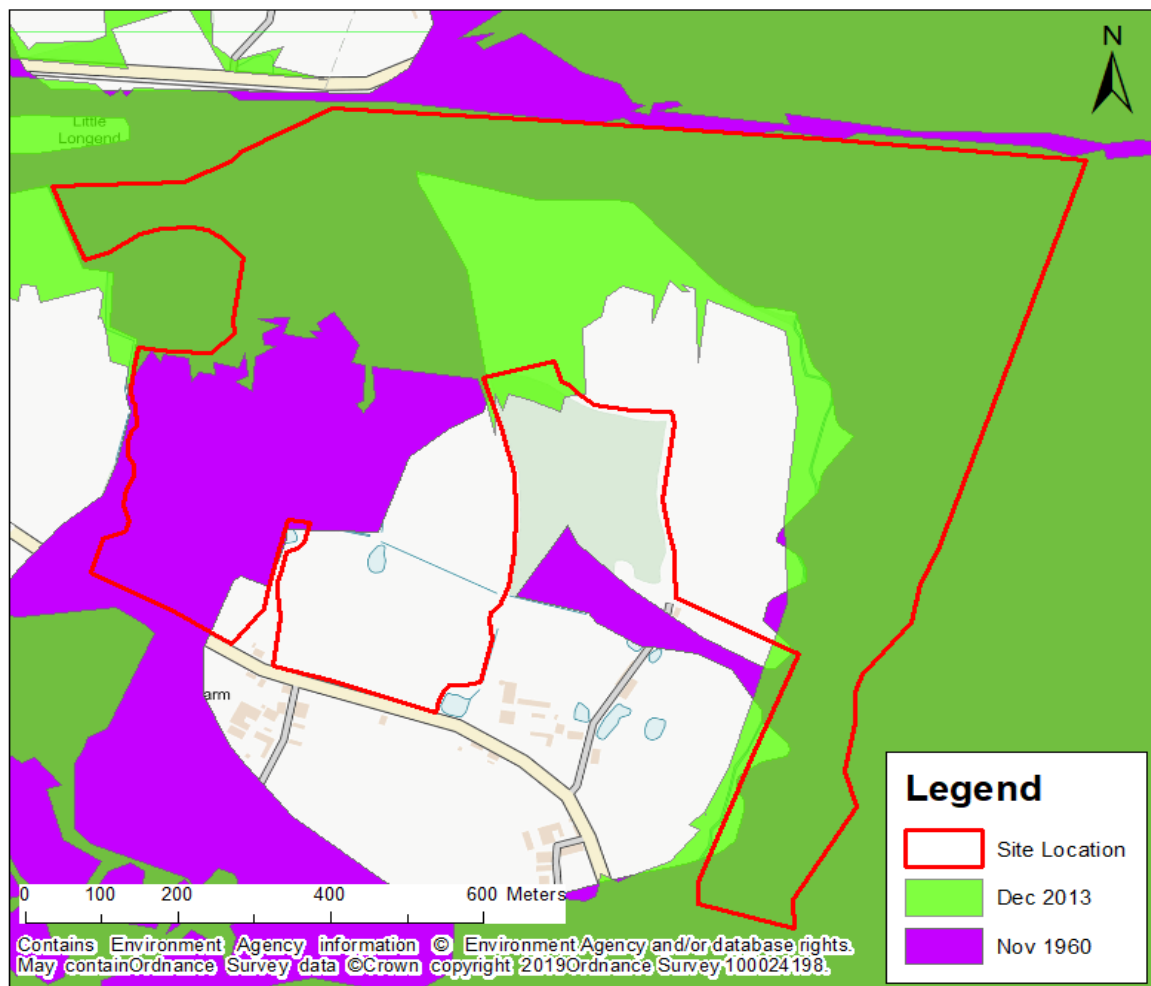 N
Little
Longend
arm
Legend
Site Location
Dec 2013
Nov 1960
0 100 200 400 600 Meters
Contains Environment Agency information © Environment Agency and/or database rights.
May containOrdnance Survey data ©Crown copyright 2019Ordnance Survey 100024198.